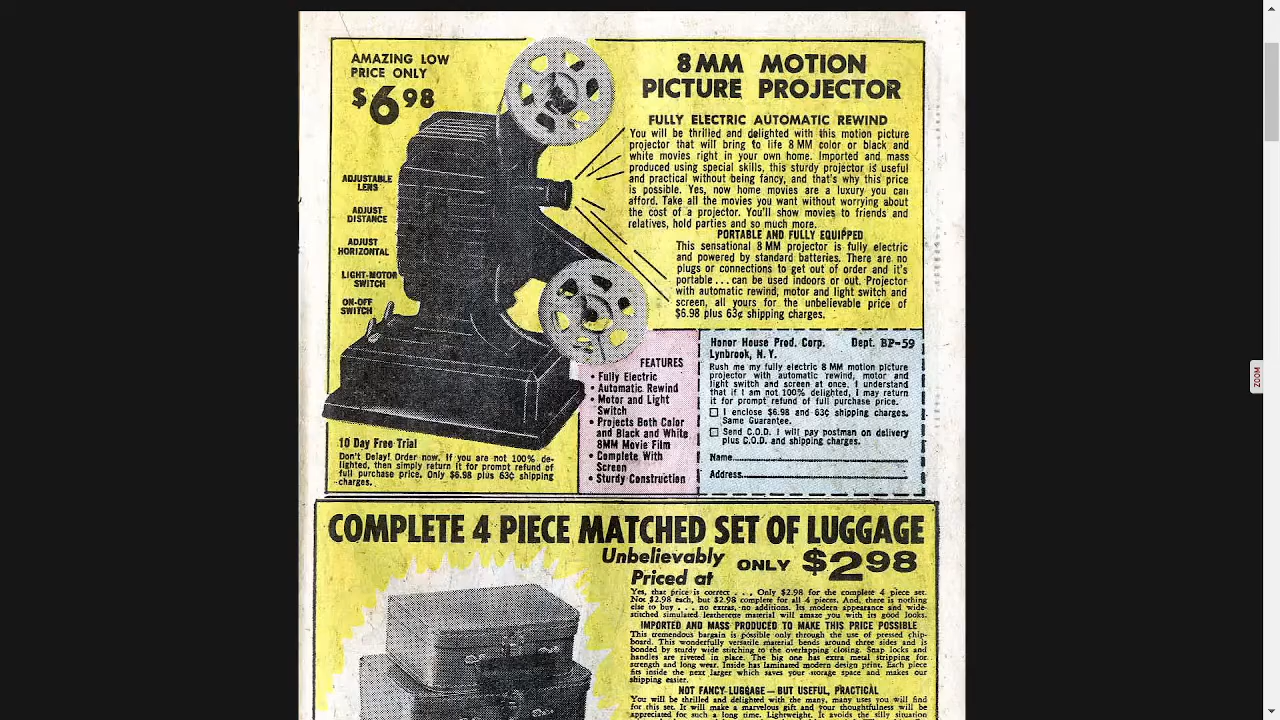 AMAZING LOW
PRICE ONLY
$6.98
ADJUSTABLE
LENS
ADJUST
DISTANCE
ADJUST
HORIZONTAL
LIGHT-MOTOR
SWITCH
ON-OFF
SWITCH
10 Day Free Trial
Don't Delay! Order now. If you are not 100% de-
lighted, then simply return it for prompt refund of
full purchase price. Only $6.98 plus 63¢ shipping
charges.
8 MM MOTION
PICTURE PROJECTOR
FULLY ELECTRIC AUTOMATIC REWIND
You will be thrilled and delighted with this motion picture
projector that will bring to life 8 MM color or black and
white movies right in your own home. Imported and mass
produced using special skills, this sturdy projector is useful
and practical without being fancy, and that's why this price
is possible. Yes, now home movies are a luxury you can
afford. Take all the movies you want without worrying about
the cost of a projector. You'll show movies to friends and
relatives, hold parties and so much more.
PORTABLE AND FULLY EQUIPPED
This sensational 8 MM projector is fully electric
and powered by standard batteries. There are no
plugs or connections to get out of order and it's
portable . . . can be used indoors or out. Projector
with automatic rewind, motor and light switch and
screen, all yours for the unbelievable price of
$6.98 plus 63¢ shipping charges.
FEATURES
• Fully Electric
• Automatic Rewind
• Motor and Light
Switch
• Projects Both Color
and Black and White
8MM Movie Film
• Complete With
Screen
• Sturdy Construction
Honor House Prod. Corp. Dept. BP-59
Lynbrook, N. Y.
Rush me my fully electric 8 MM motion picture
projector with automatic rewind, motor and
light switch and screen at once. I understand
that if I am not 100% delighted, I may return
it for prompt refund of full purchase price.
☐ I enclose $6.98 and 63¢ shipping charges.
Same Guarantee.
☐ Send C.O.D. I will pay postman on delivery
plus C.O.D. and shipping charges.
Name
Address
COMPLETE 4 PIECE MATCHED SET OF LUGGAGE
Unbelievably
Priced at
ONLY $2.98
Yes, that price is correct . . . Only $2.98 for the complete 4 piece set.
Not $2.98 each, but $2.98 complete for all 4 pieces. And, there is nothing
else to buy . . . no extras, no additions. Its modern appearance and wide-
stitched simulated leatherette material will amaze you with its good looks.
IMPORTED AND MASS PRODUCED TO MAKE THIS PRICE POSSIBLE
This tremendous bargain is possible only through the use of pressed chip-
board. This wonderfully versatile material bends around three sides and is
bonded by sturdy wide stitching to the overlapping closing. Snap locks and
handles are riveted in place. The big one has extra metal stripping for
strength and long wear. Inside has laminated modern design print. Each piece
fits inside the next larger which saves your storage space and makes our
shipping easier.
NOT FANCY LUGGAGE—BUT USEFUL, PRACTICAL
You will be thrilled and delighted with the many, many uses you will find
for this set. It will make a marvelous gift and your thoughtfulness will be
appreciated for such a long time. Lightweight. It avoids the silly situation
ZOOM